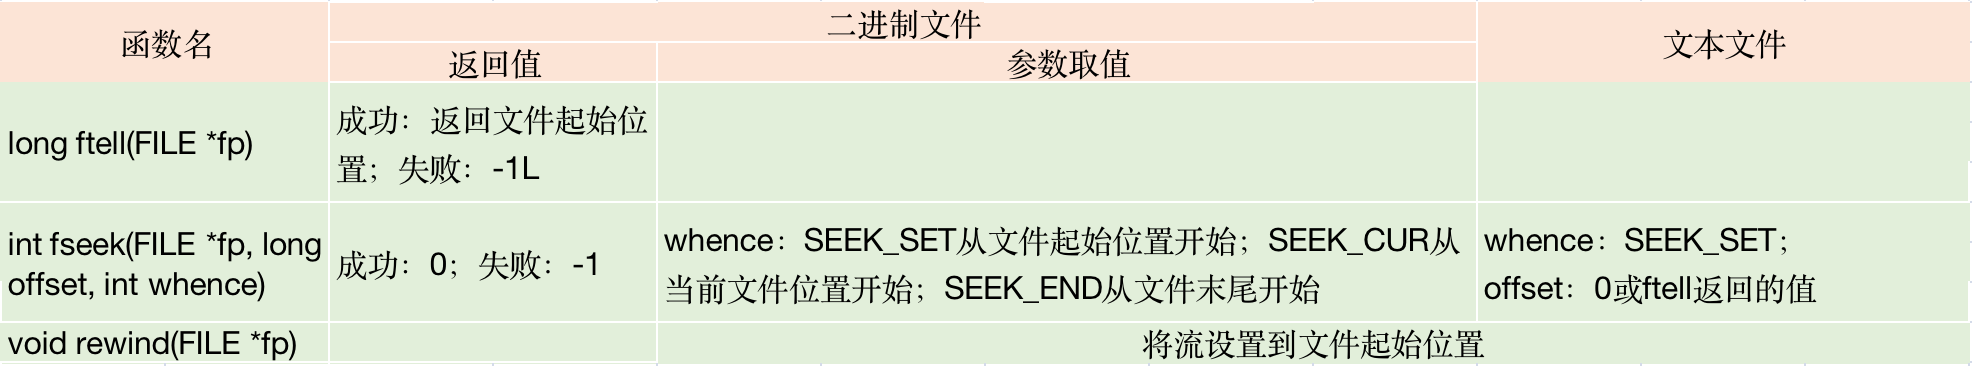 函数名
二进制文件
文本文件
返回值
参数取值
long ftell(FILE *fp)
成功：返回文件起始位
置；失败：-1L
int fseek(FILE *fp, long
offset, int whence)
成功：0；失败：-1
whence：SEEK_SET从文件起始位置开始；SEEK_CUR从
当前文件位置开始；SEEK_END从文件末尾开始
whence：SEEK_SET；
offset：0或ftell返回的值
void rewind(FILE *fp)
将流设置到文件起始位置